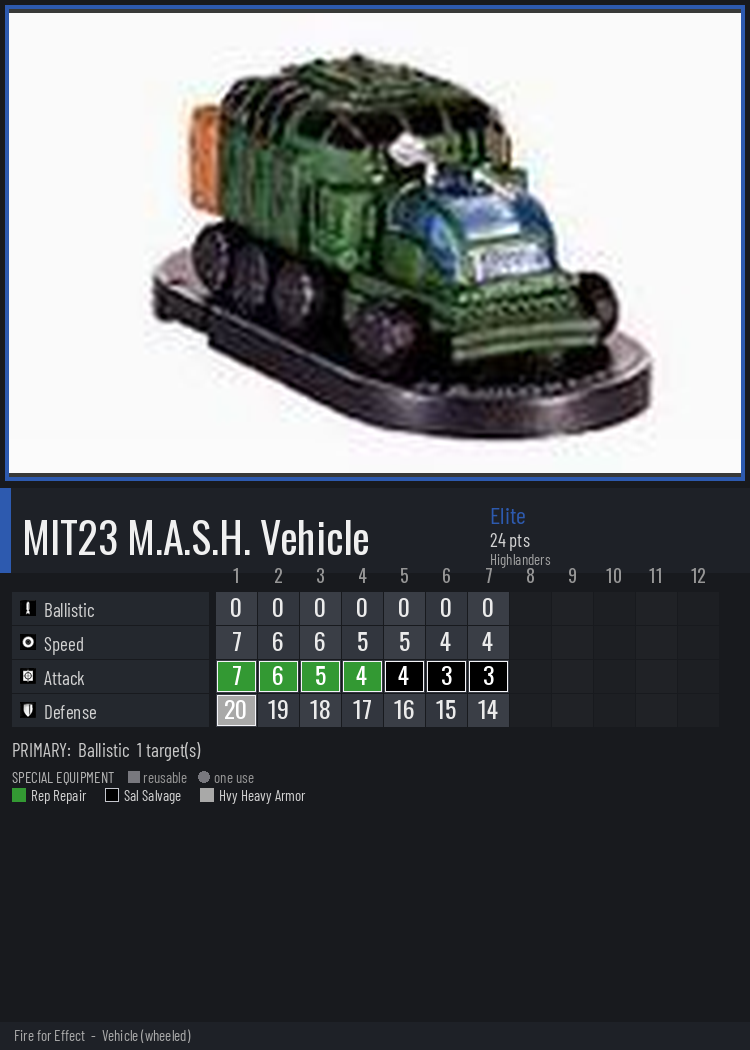 MIT23 M.A.S.H. Vehicle
Elite
24 pts
Highlanders
1 2 3 4 5 6 7 8 9 10 11 12
Ballistic 0 0 0 0 0 0 0
Speed 7 6 6 5 5 4 4
Attack 7 6 5 4 4 3 3
Defense 20 19 18 17 16 15 14
PRIMARY: Ballistic 1 target(s)
SPECIAL EQUIPMENT reusable one use
Rep Repair Sal Salvage Hvy Heavy Armor
Fire for Effect - Vehicle (wheeled)